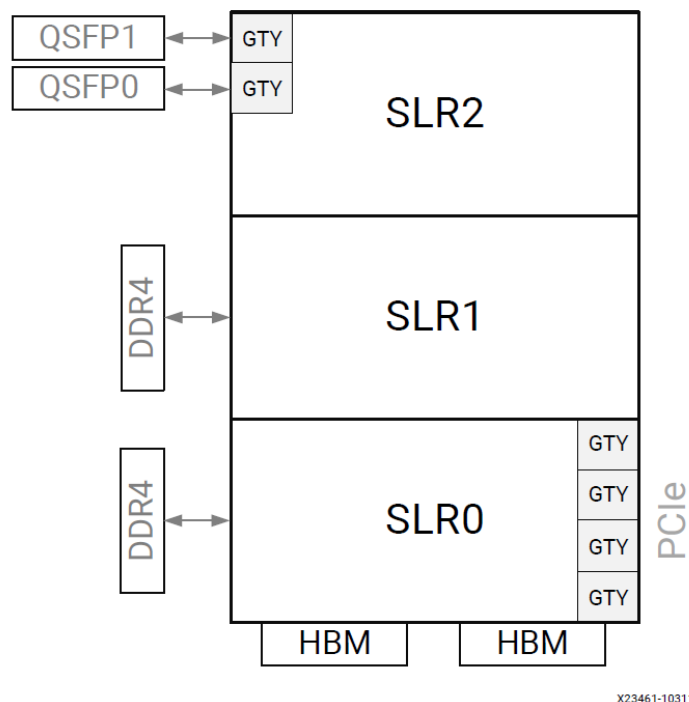 QSFP1
GTY
QSFP0
GTY
SLR2
DDR4
SLR1
GTY
DDR4
GTY
SLR0
PCIe
GTY
GTY
HBM
HBM